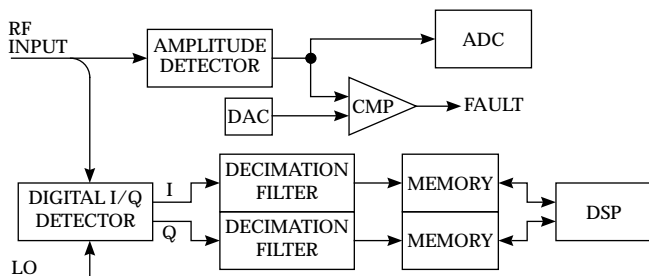 RF
INPUT
AMPLITUDE
DETECTOR
ADC
DAC
CMP
FAULT
DIGITAL I/Q
DETECTOR
I
Q
DECIMATION
FILTER
DECIMATION
FILTER
MEMORY
MEMORY
DSP
LO